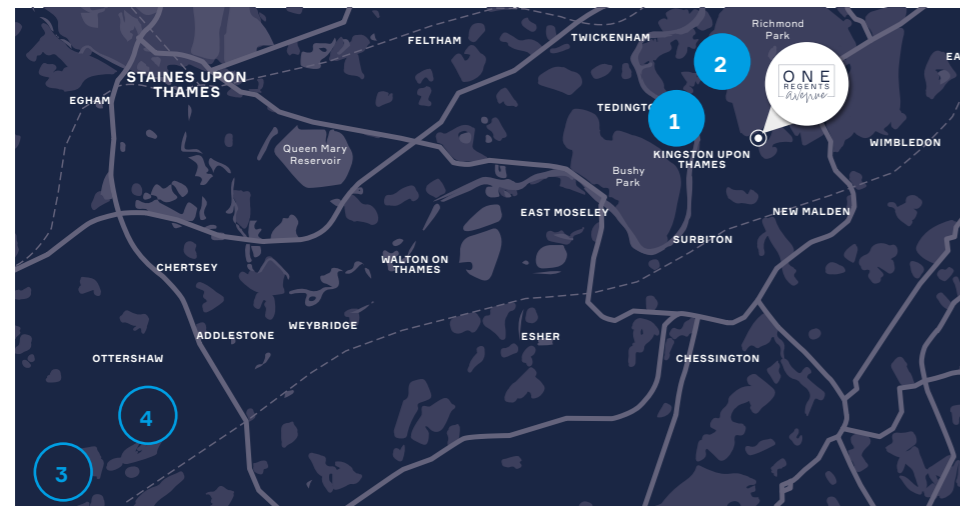 Richmond
Park
FELTHAM
TWICKENHAM
EA
2
STAINES UPON
THAMES
ONE
REGENTS
avenue
EGHAM
TEDINGTO
1
WIMBLEDON
Queen Mary
Reservoir
KINGSTON UPON
THAMES
Bushy
Park
EAST MOSELEY
NEW MALDEN
SURBITON
WALTON ON
THAMES
CHERTSEY
WEYBRIDGE
ADDLESTONE
ESHER
OTTERSHAW
CHESSINGTON
4
3